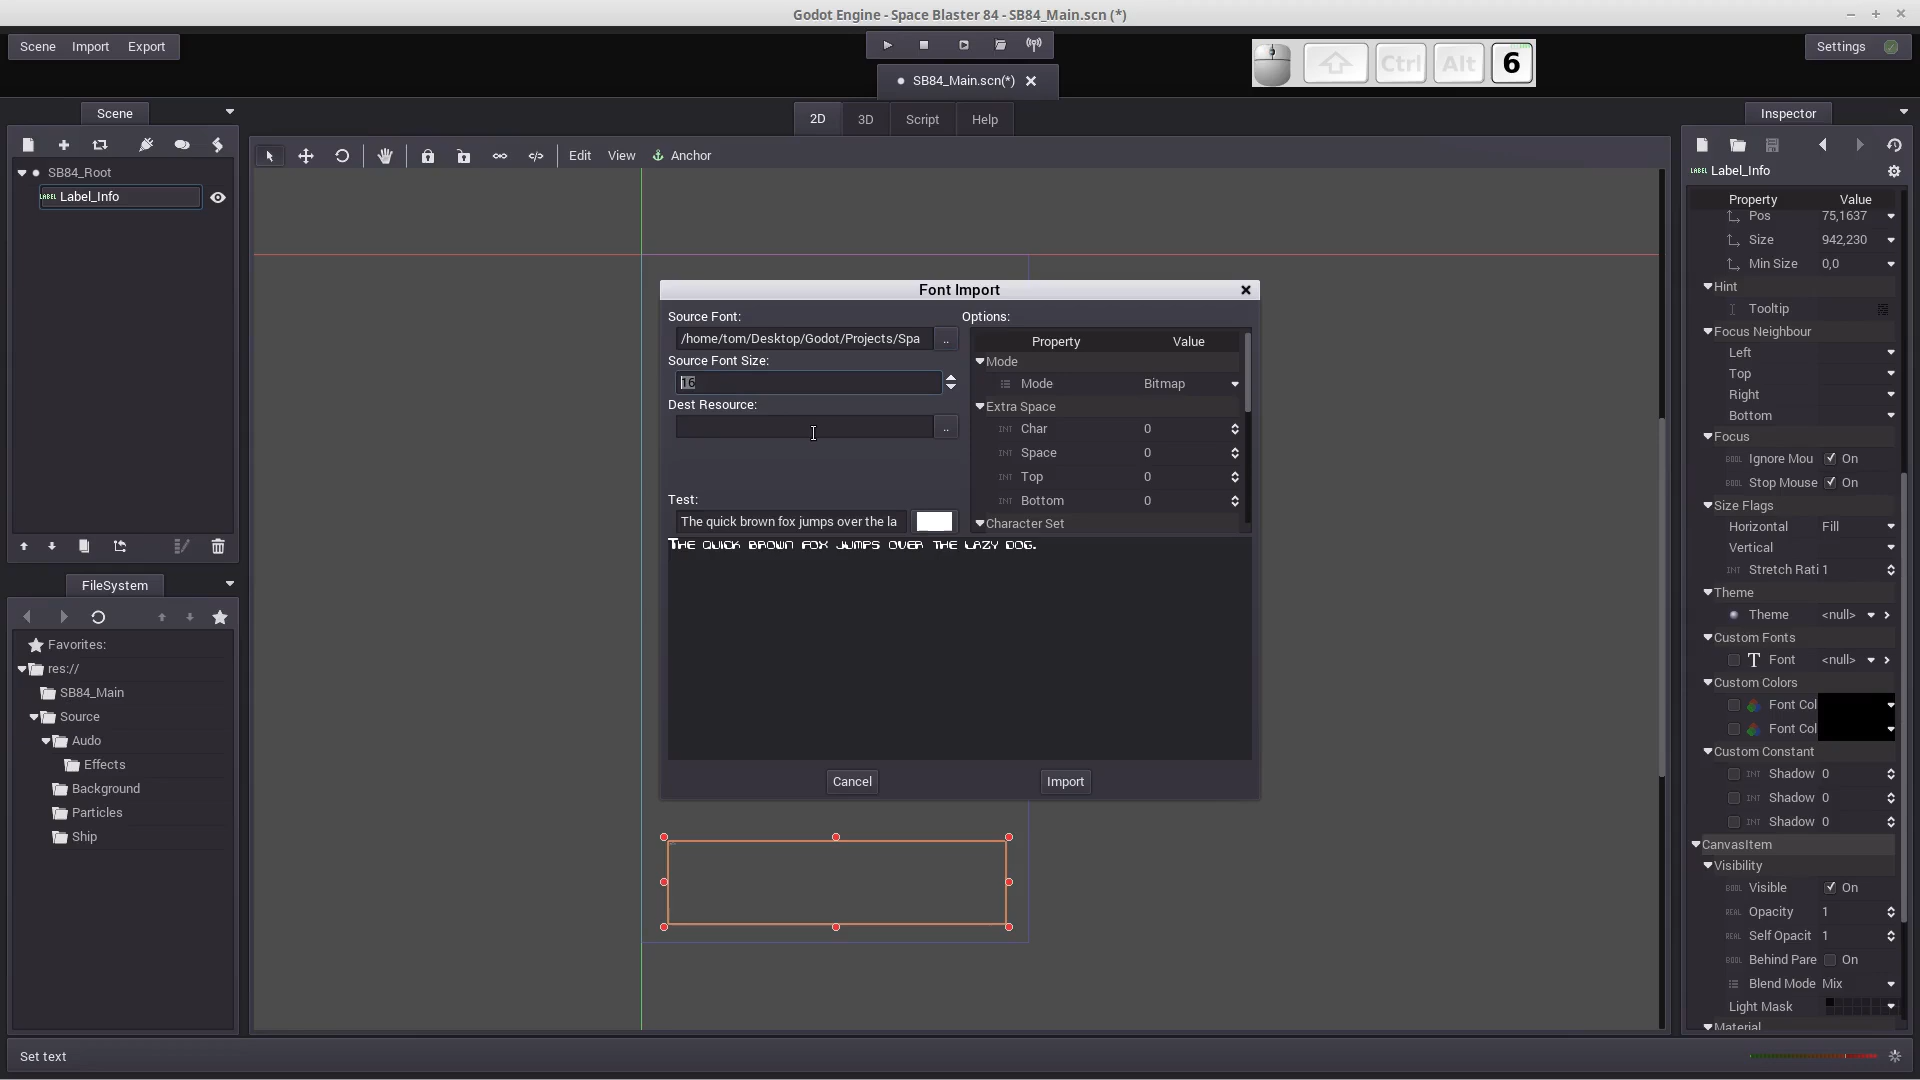 Godot Engine - Space Blaster 84 - SB84_Main.scn (*)
Scene Import Export
Ctrl Alt 6
Settings
SB84_Main.scn(*)
Scene
2D 3D Script Help
Inspector
Edit View Anchor
SB84_Root
Label_Info
Label_Info
Property Value
Pos 75,1637
Size 942,230
Min Size 0,0
Hint
Tooltip
Focus Neighbour
Left
Top
Right
Bottom
Focus
Ignore Mou On
Stop Mouse On
Size Flags
Horizontal Fill
Vertical
Stretch Rati 1
Theme
Theme <null>
Custom Fonts
Font <null>
Custom Colors
Font Col
Font Col
Custom Constant
Shadow 0
Shadow 0
Shadow 0
CanvasItem
Visibility
Visible On
Opacity 1
Self Opacit 1
Behind Pare On
Blend Mode Mix
Light Mask
Material
Font Import
Source Font:
/home/tom/Desktop/Godot/Projects/Spa ..
Source Font Size:
16
Dest Resource:
..
Options:
Property Value
Mode
Mode Bitmap
Extra Space
INT Char 0
INT Space 0
INT Top 0
INT Bottom 0
Character Set
Test:
The quick brown fox jumps over the la
The quick brown fox jumps over the lazy dog.
Cancel Import
FileSystem
Favorites:
res://
SB84_Main
Source
Audo
Effects
Background
Particles
Ship
Set text